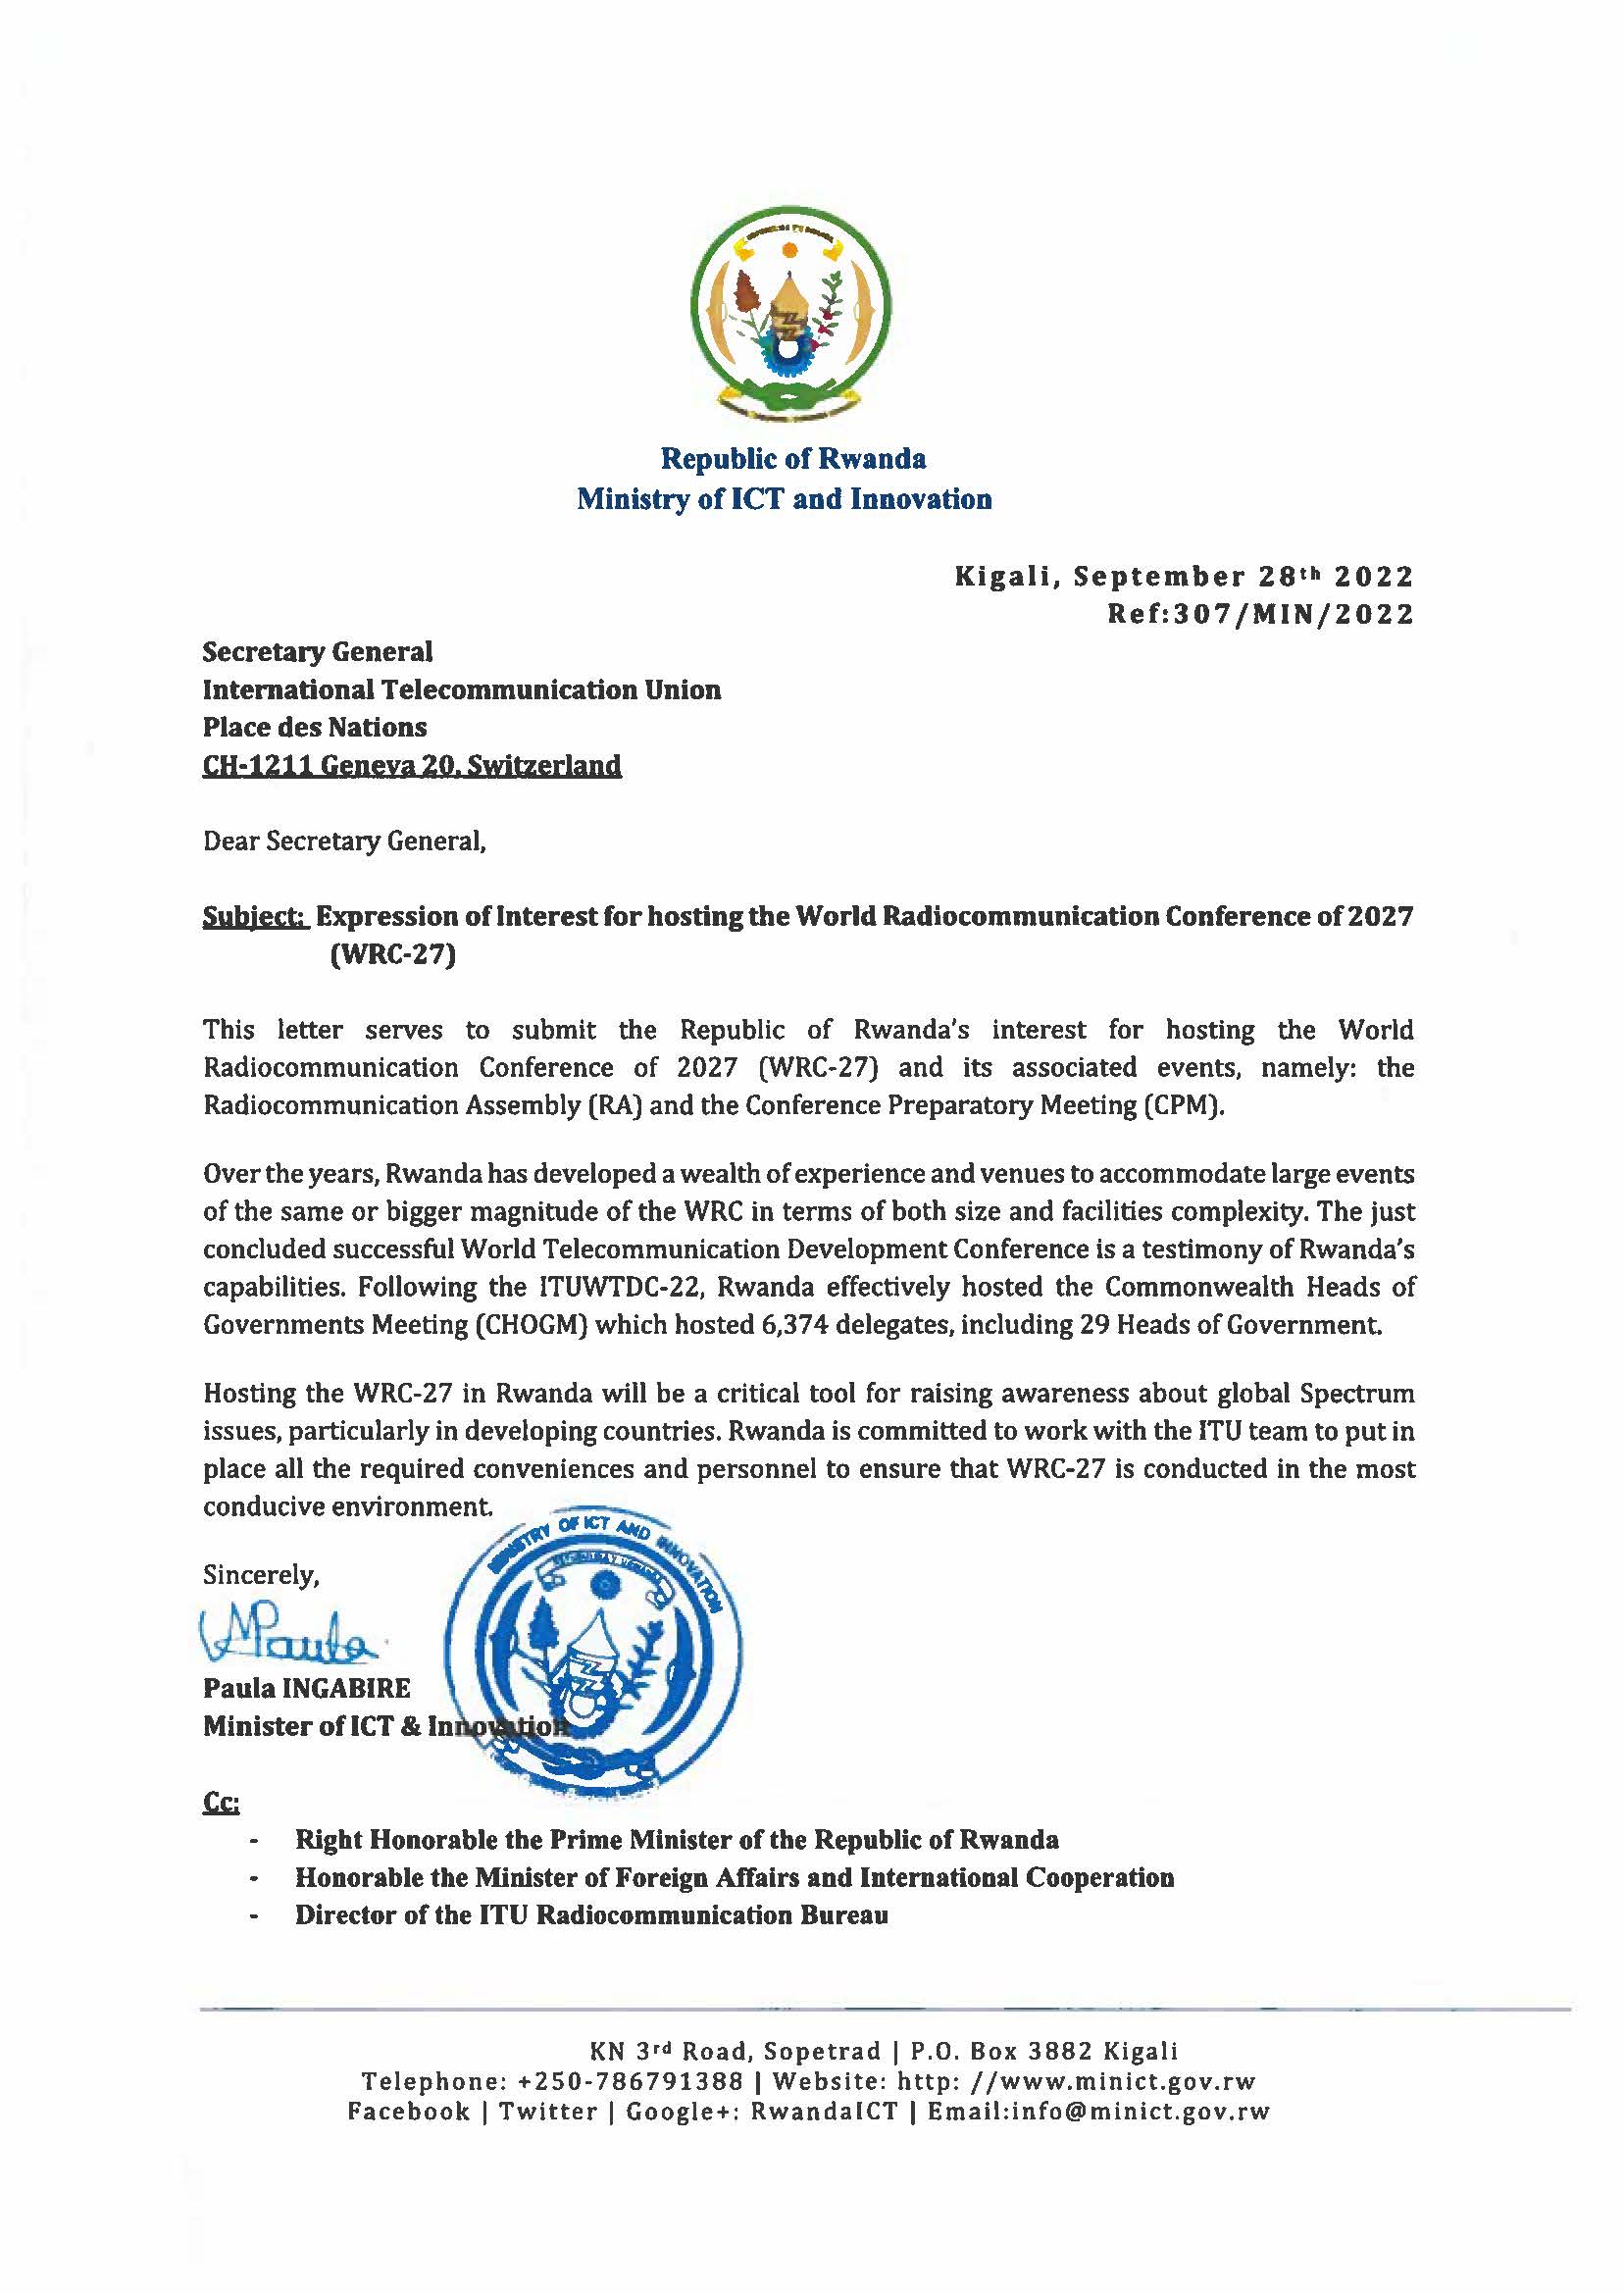 Republic of Rwanda
Ministry of ICT and Innovation
Kigali, September 28th 2022
Ref:307/MIN/2022
Secretary General
International Telecommunication Union
Place des Nations
CH-1211 Geneva 20, Switzerland
Dear Secretary General,
Subject: Expression of Interest for hosting the World Radiocommunication Conference of 2027
(WRC-27)
This letter serves to submit the Republic of Rwanda's interest for hosting the World
Radiocommunication Conference of 2027 (WRC-27) and its associated events, namely: the
Radiocommunication Assembly (RA) and the Conference Preparatory Meeting (CPM).
Over the years, Rwanda has developed a wealth of experience and venues to accommodate large events
of the same or bigger magnitude of the WRC in terms of both size and facilities complexity. The just
concluded successful World Telecommunication Development Conference is a testimony of Rwanda's
capabilities. Following the ITUWTDC-22, Rwanda effectively hosted the Commonwealth Heads of
Governments Meeting (CHOGM) which hosted 6,374 delegates, including 29 Heads of Government.
Hosting the WRC-27 in Rwanda will be a critical tool for raising awareness about global Spectrum
issues, particularly in developing countries. Rwanda is committed to work with the ITU team to put in
place all the required conveniences and personnel to ensure that WRC-27 is conducted in the most
conducive environment.
MINISTRY OF ICT AND INNOVATION
Sincerely,
Paula
Paula INGABIRE
Minister of ICT & Innovation
Cc:
- Right Honorable the Prime Minister of the Republic of Rwanda
- Honorable the Minister of Foreign Affairs and International Cooperation
- Director of the ITU Radiocommunication Bureau
KN 3rd Road, Sopetrad | P.O. Box 3882 Kigali
Telephone: +250-786791388 | Website: http: //www.minict.gov.rw
Facebook | Twitter | Google+: RwandaICT | Email:info@minict.gov.rw